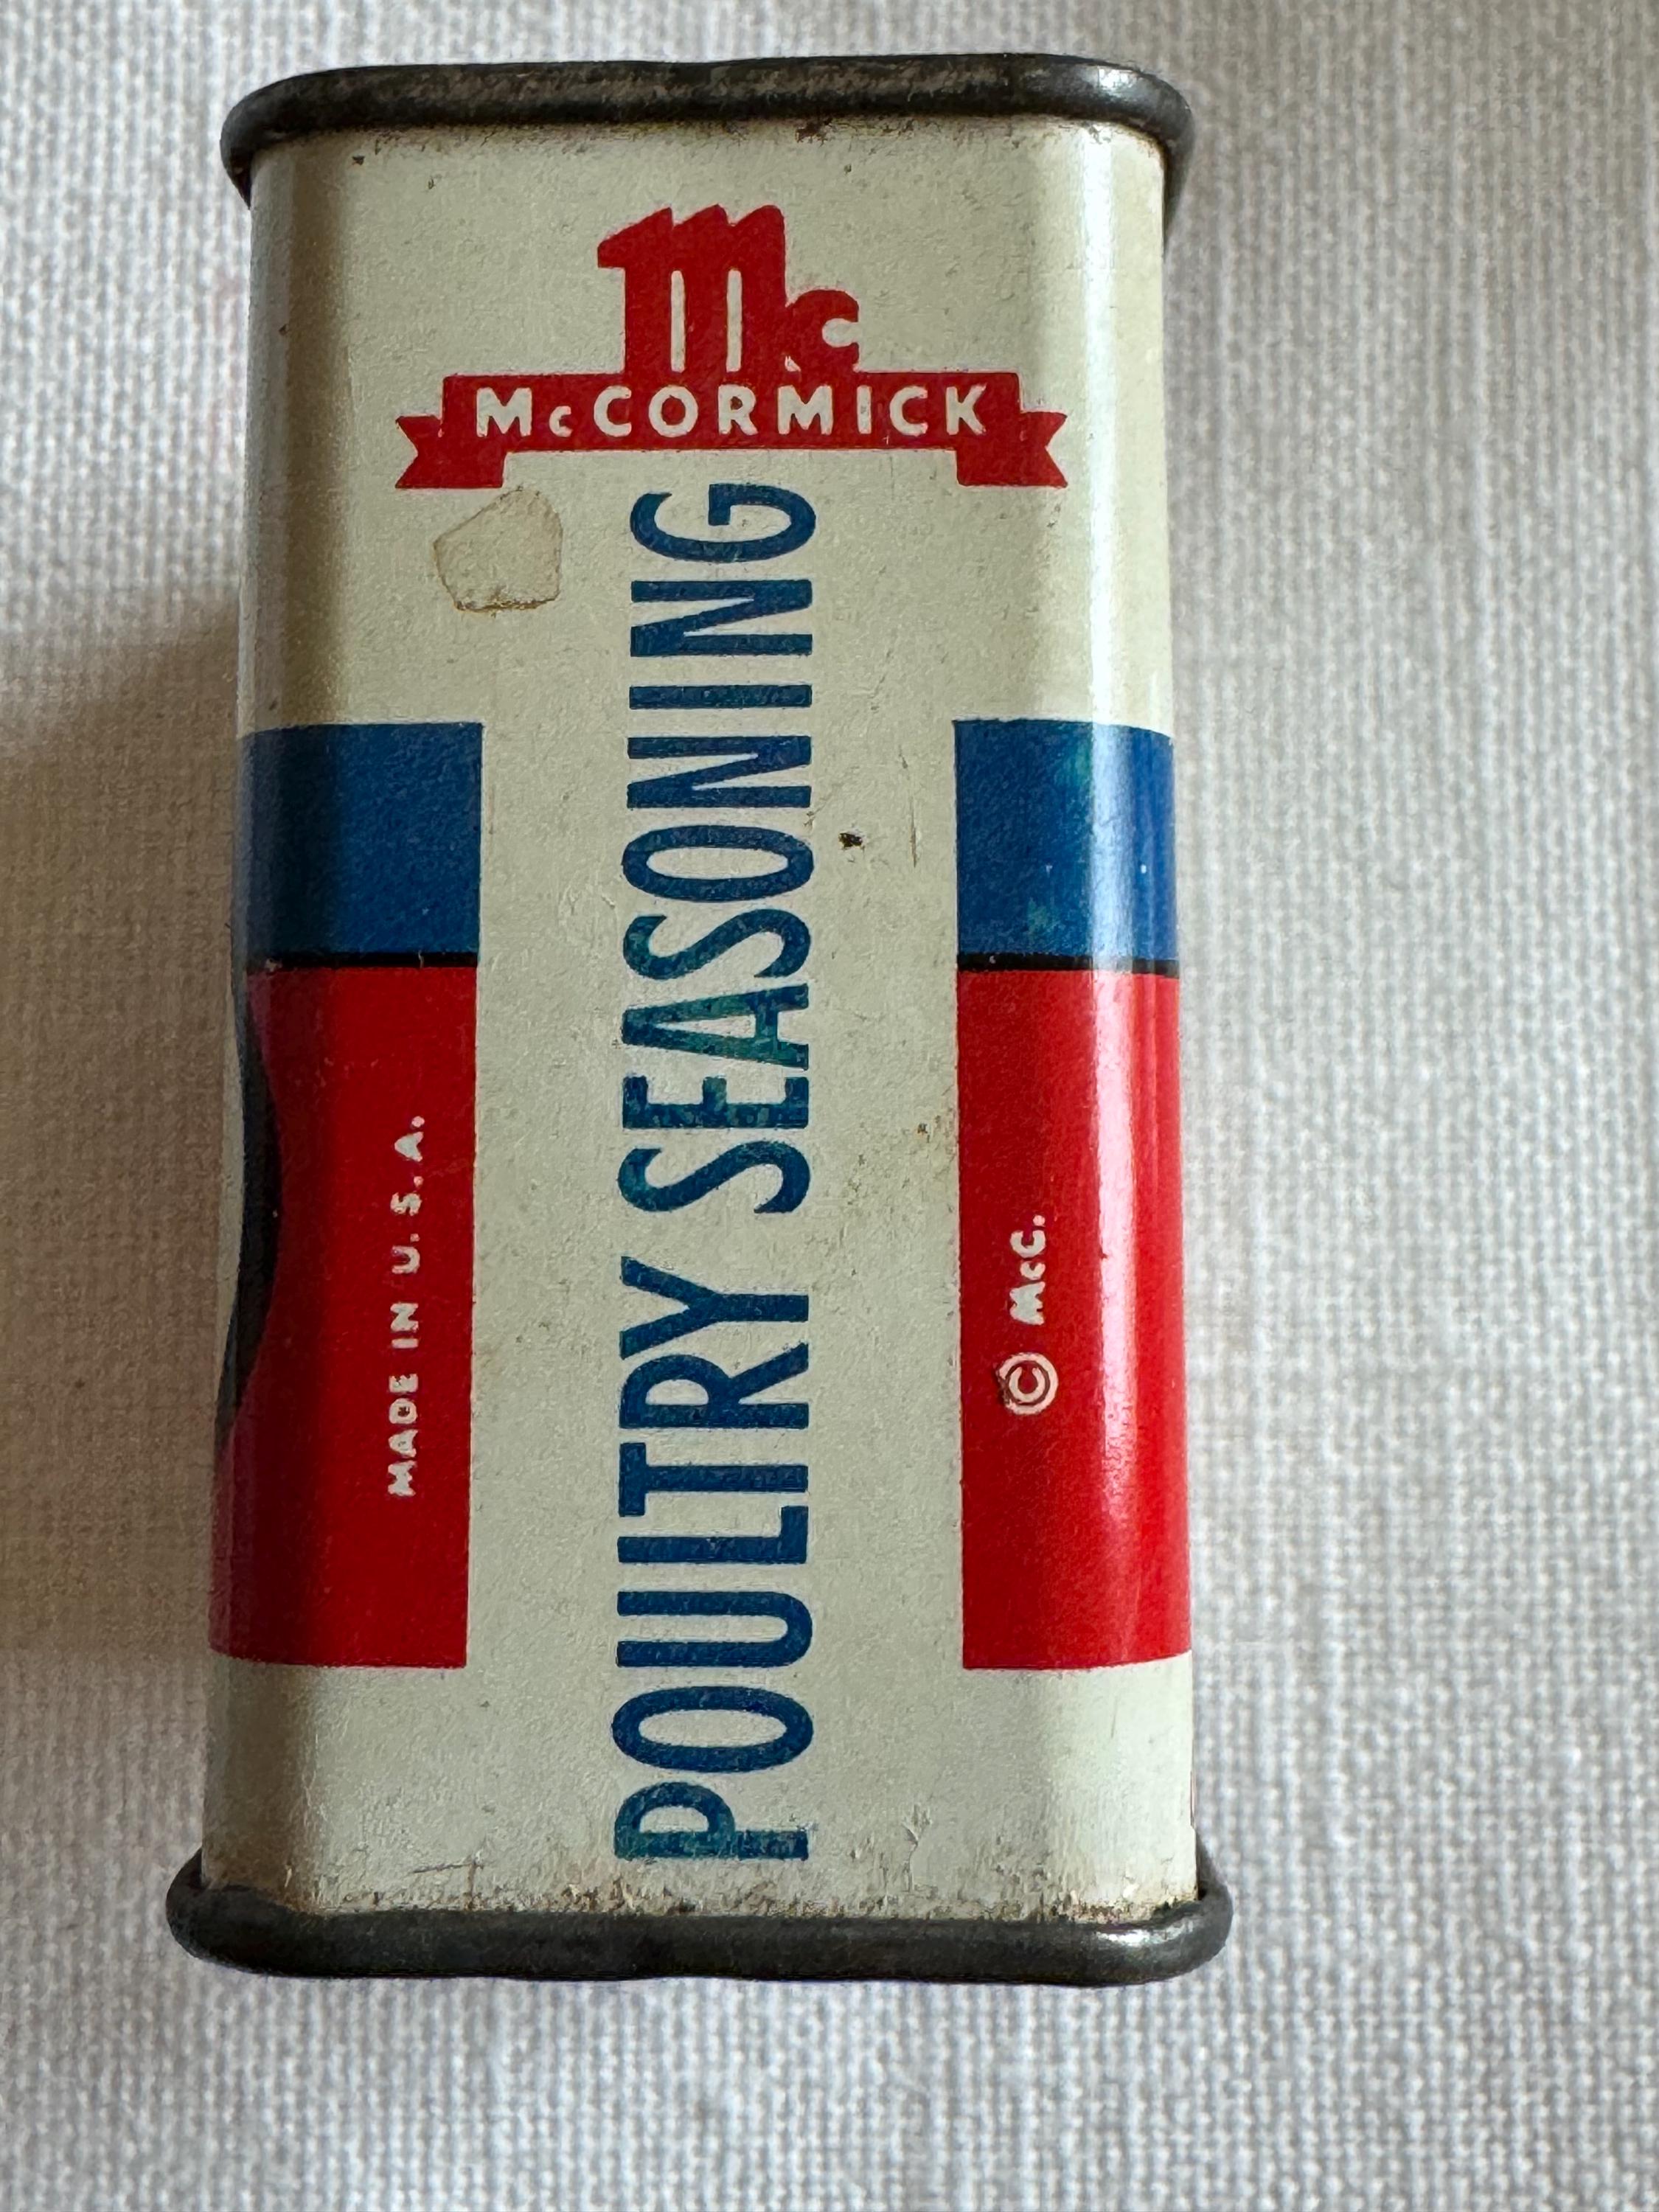 Mc
McCORMICK
POULTRY SEASONING
MADE IN U.S.A.
© McC.